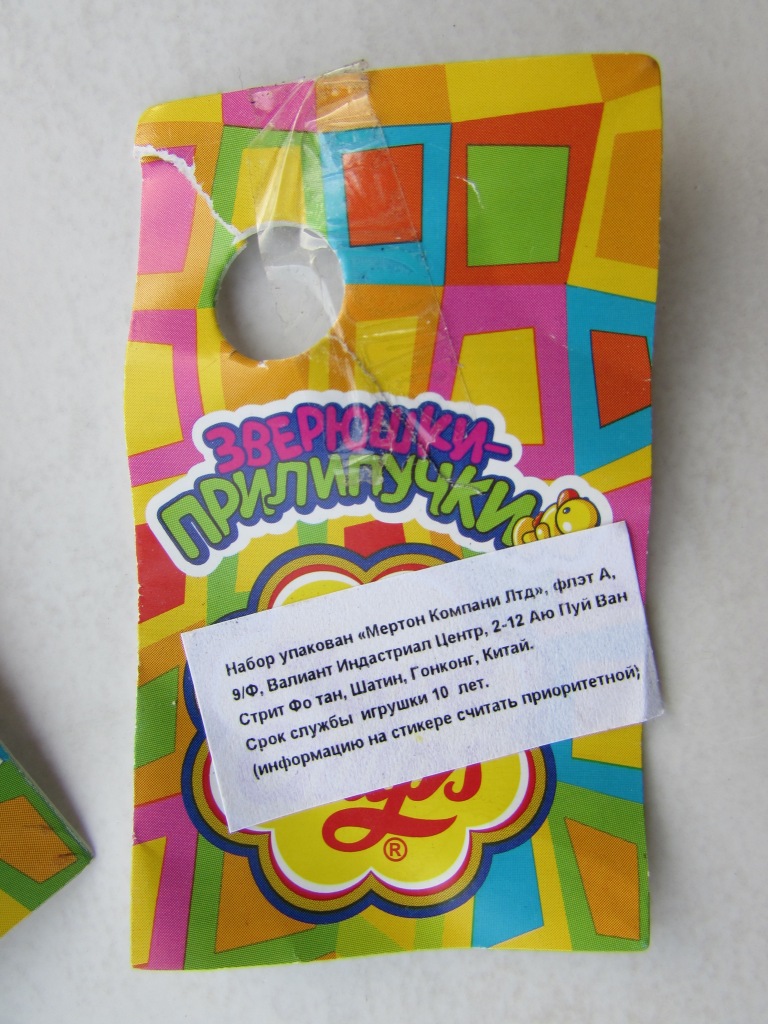 ЗВЕРЮШКИ-
ПРИЛИПУЧКИ
Набор упакован «Мертон Компани Лтд», флэт А,
9/Ф, Валиант Индастриал Центр, 2-12 Аю Пуй Ван
Стрит Фо тан, Шатин, Гонконг, Китай.
Срок службы игрушки 10 лет.
(информацию на стикере считать приоритетной)
®